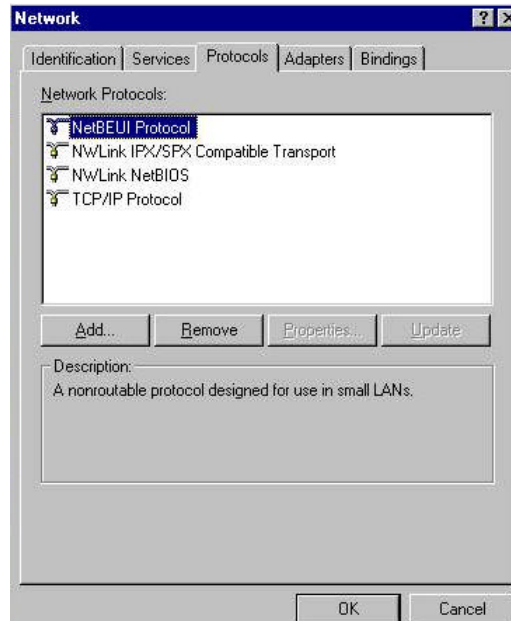 Network
Identification Services Protocols Adapters Bindings
Network Protocols:
NetBEUI Protocol
NWLink IPX/SPX Compatible Transport
NWLink NetBIOS
TCP/IP Protocol
Add... Remove Properties... Update
Description:
A nonroutable protocol designed for use in small LANs.
OK Cancel